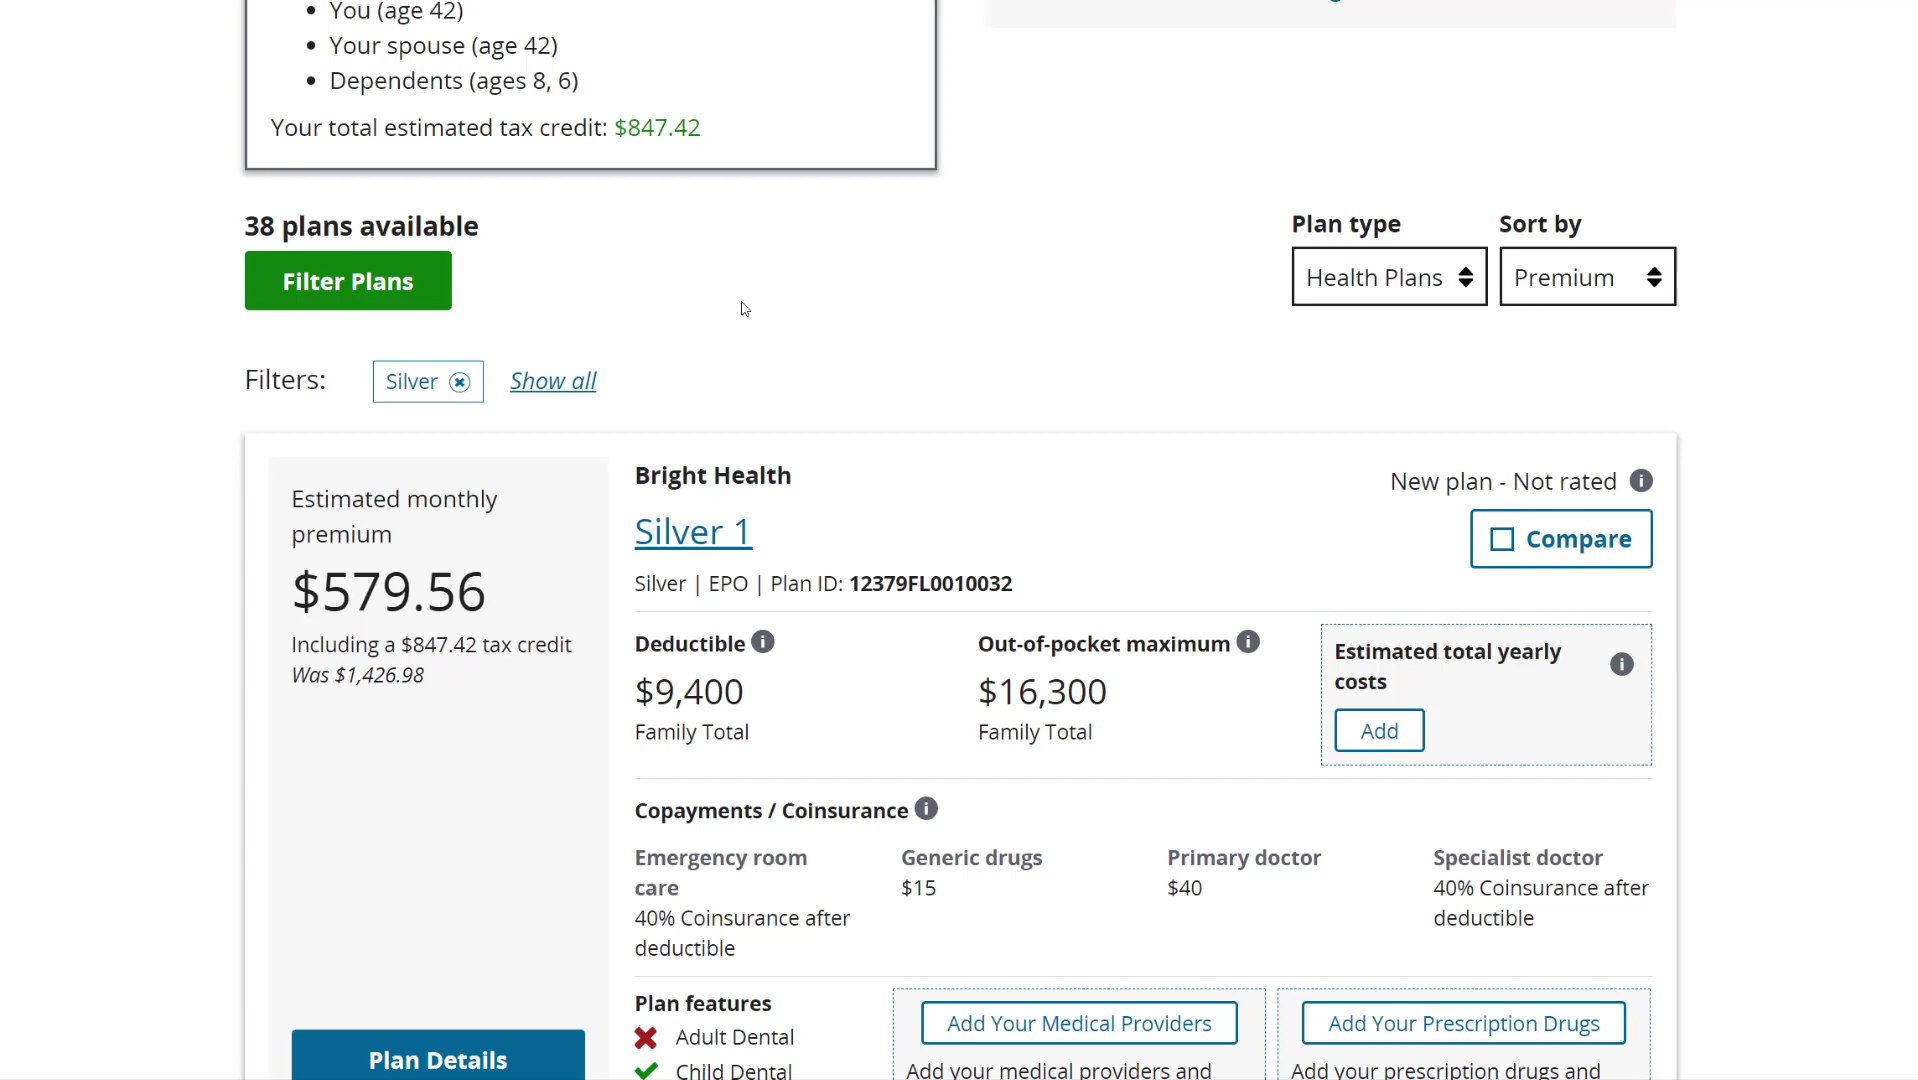 You (age 42)
Your spouse (age 42)
Dependents (ages 8, 6)
Your total estimated tax credit: $847.42
38 plans available
Filter Plans
Plan type
Health Plans
Sort by
Premium
Filters:
Silver
Show all
Estimated monthly
premium
$579.56
Including a $847.42 tax credit
Was $1,426.98
Plan Details
Bright Health
Silver 1
Silver | EPO | Plan ID: 12379FL0010032
New plan - Not rated
Compare
Deductible
$9,400
Family Total
Out-of-pocket maximum
$16,300
Family Total
Estimated total yearly
costs
Add
Copayments / Coinsurance
Emergency room
care
40% Coinsurance after
deductible
Generic drugs
$15
Primary doctor
$40
Specialist doctor
40% Coinsurance after
deductible
Plan features
Adult Dental
Child Dental
Add Your Medical Providers
Add your medical providers and
Add Your Prescription Drugs
Add your prescription drugs and